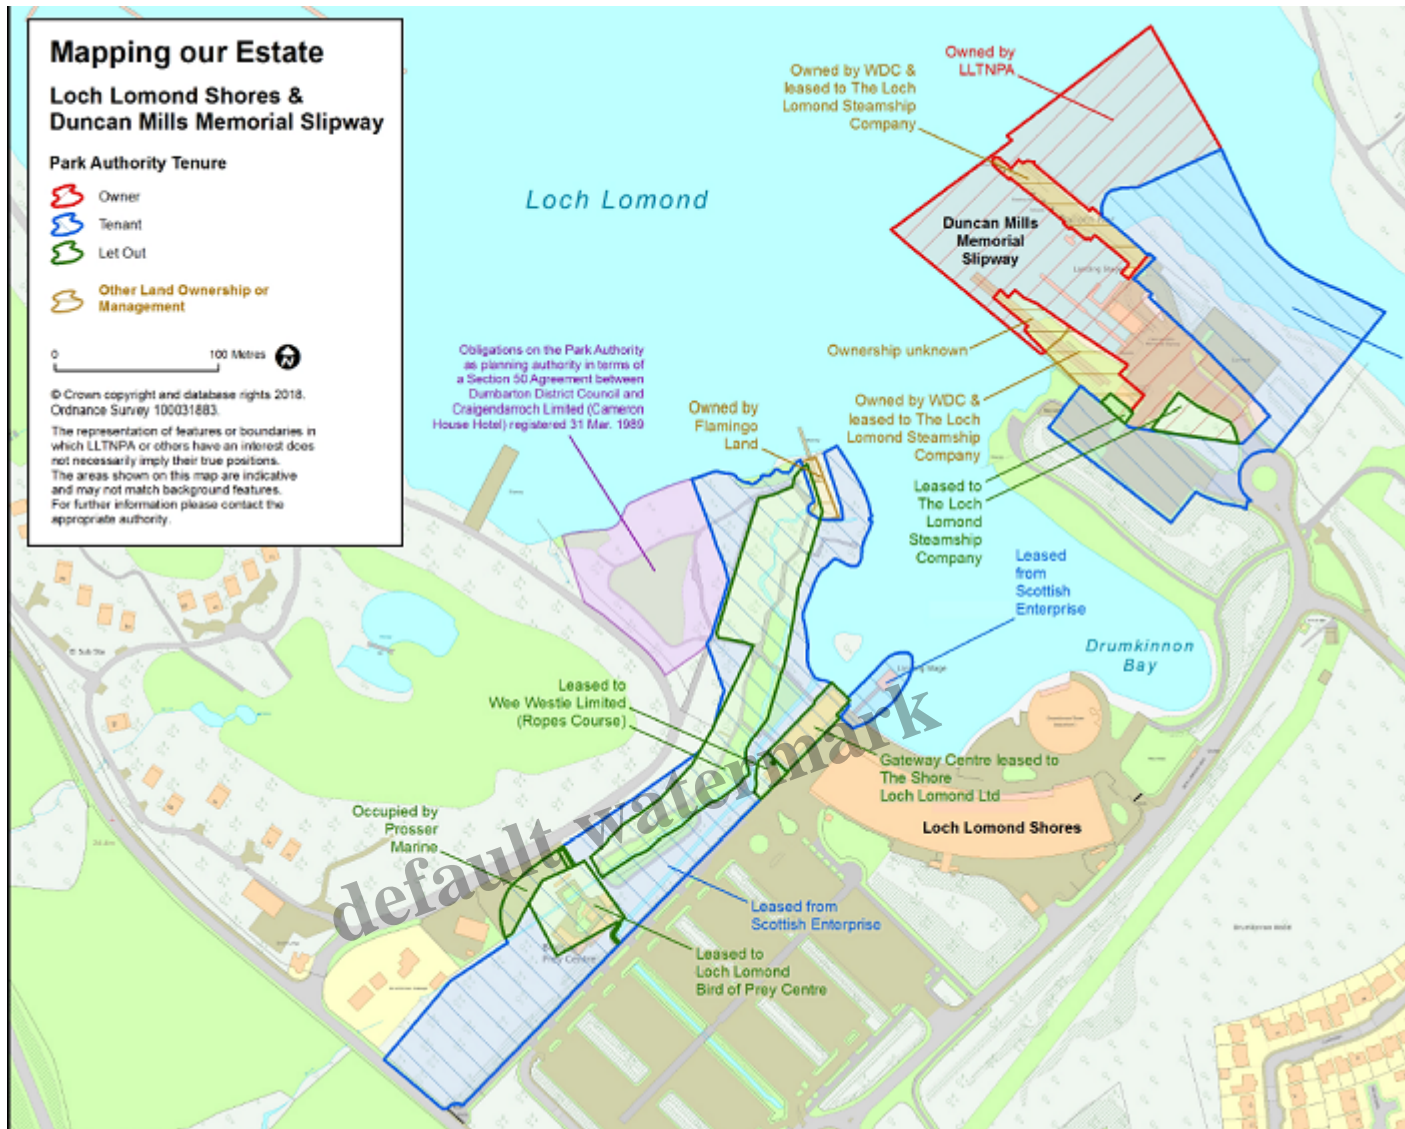 Mapping our Estate
Loch Lomond Shores &
Duncan Mills Memorial Slipway
Park Authority Tenure
Owner
Tenant
Let Out
Other Land Ownership or
Management
0
100 Metres
© Crown copyright and database rights 2018.
Ordnance Survey 100031883.
The representation of features or boundaries in
which LLTNPA or others have an interest does
not necessarily imply their true positions.
The areas shown on this map are indicative
and may not match background features.
For further information please contact the
appropriate authority.
Loch Lomond
Owned by
LLTNPA
Owned by WDC &
leased to The Loch
Lomond Steamship
Company
Duncan Mills
Memorial
Slipway
Landing Stage
Ownership unknown
Obligations on the Park Authority
as planning authority in terms of
a Section 50 Agreement between
Dumbarton District Council and
Craigendarroch Limited (Cameron
House Hotel) registered 31 Mar. 1989
Owned by
Flamingo
Land
Owned by WDC &
leased to The Loch
Lomond Steamship
Company
Leased to
The Loch
Lomond
Steamship
Company
Leased
from
Scottish
Enterprise
Drumkinnon
Bay
El Sub Sta
Landing Stage
Leased to
Wee Westie Limited
(Ropes Course)
Gateway Centre leased to
The Shore
Loch Lomond Ltd
Loch Lomond Shores
Occupied by
Prosser
Marine
Leased from
Scottish Enterprise
Prey Centre
Leased to
Loch Lomond
Bird of Prey Centre
default watermark